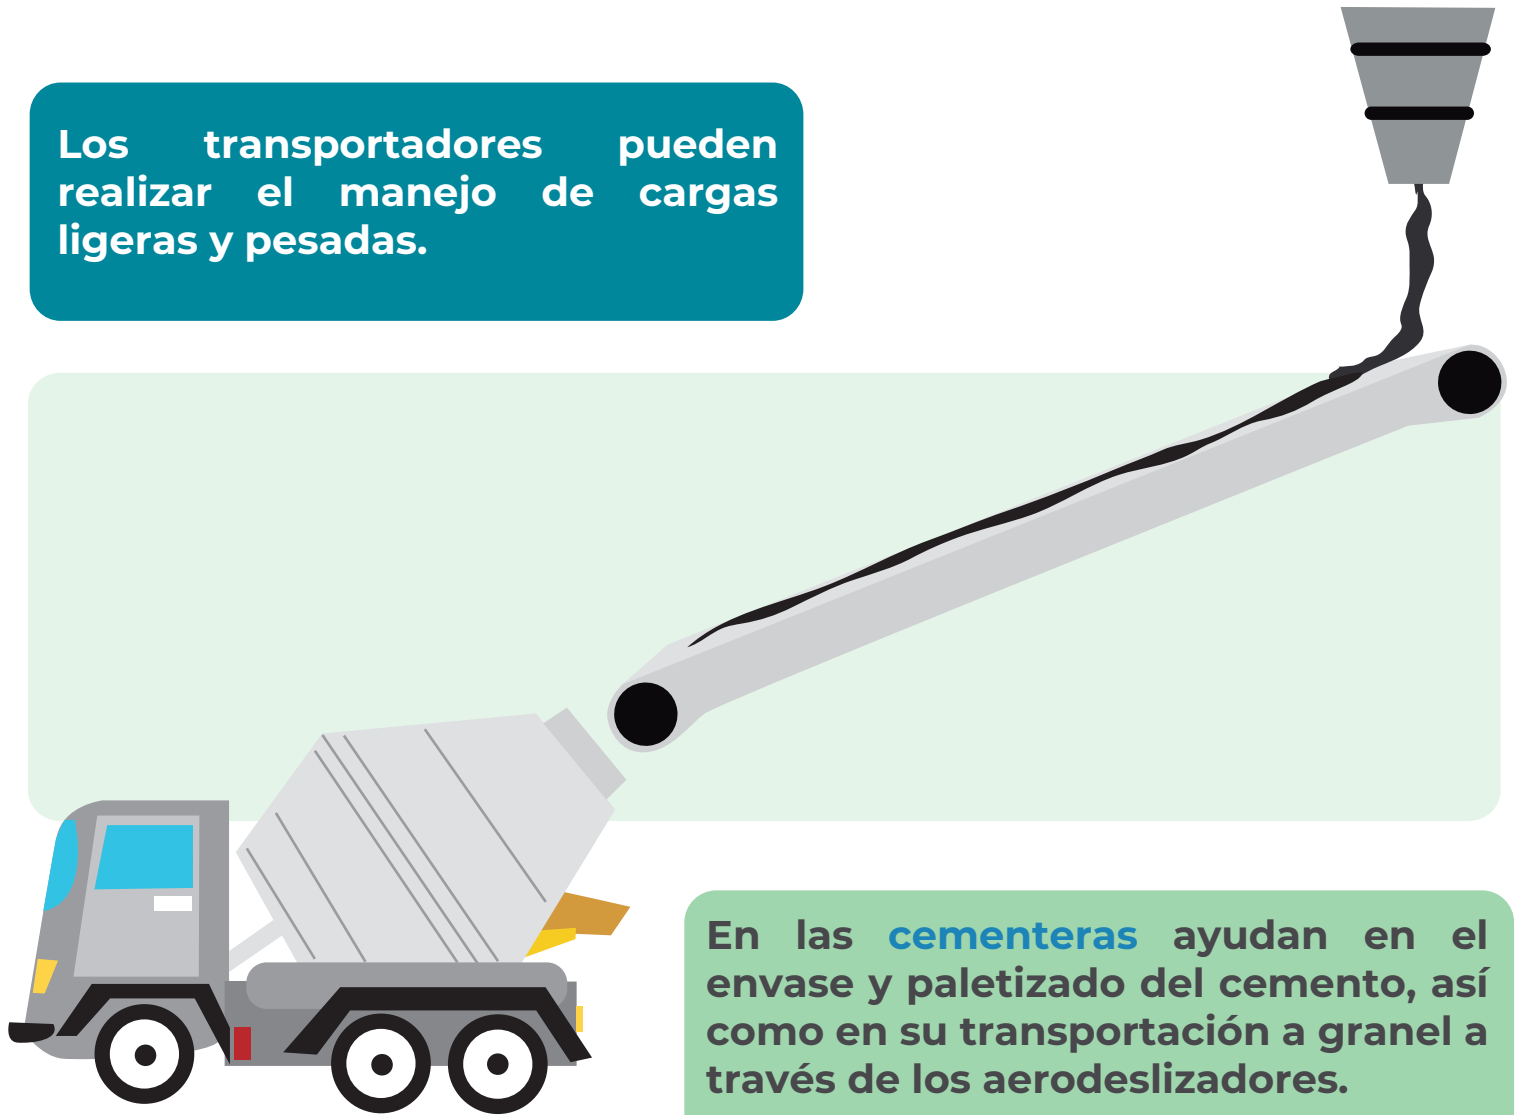 Los transportadores pueden
realizar el manejo de cargas
ligeras y pesadas.
En las cementeras ayudan en el
envase y paletizado del cemento, así
como en su transportación a granel a
través de los aerodeslizadores.